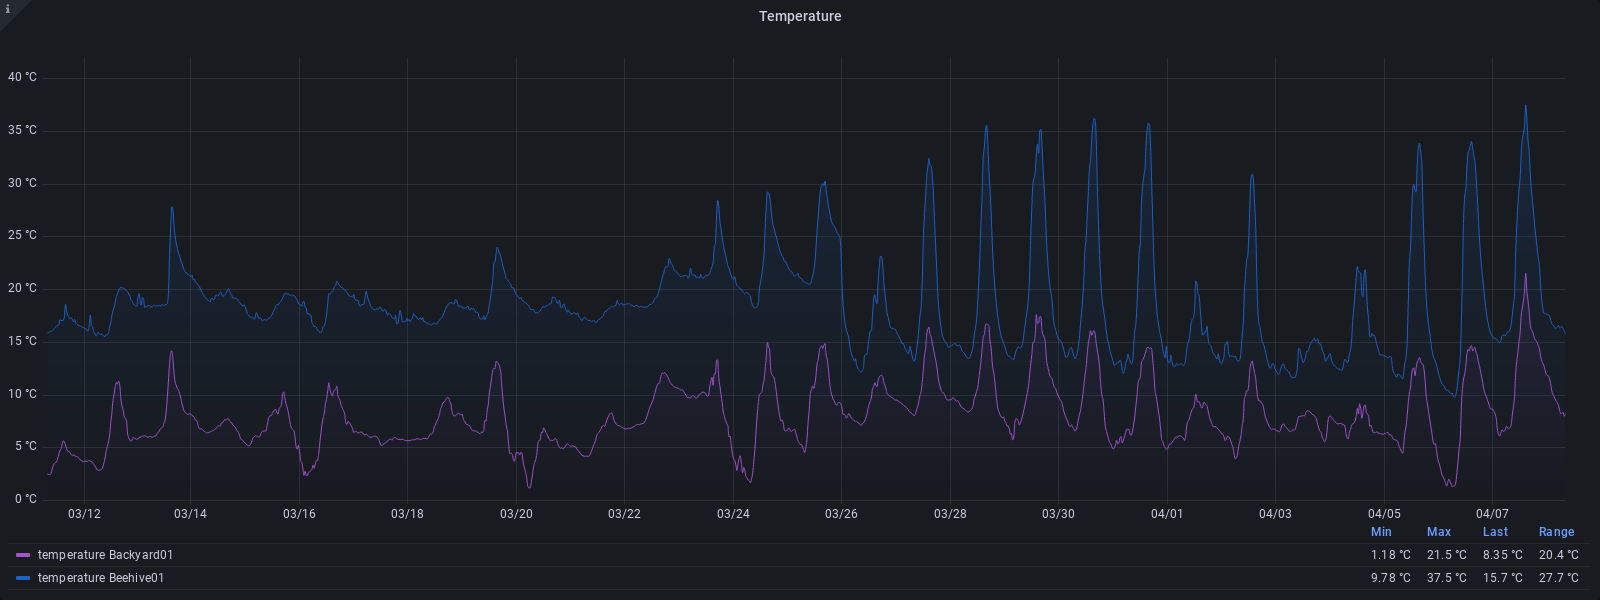 i
Temperature
40 °C
35 °C
30 °C
25 °C
20 °C
15 °C
10 °C
5 °C
0 °C
03/12 03/14 03/16 03/18 03/20 03/22 03/24 03/26 03/28 03/30 04/01 04/03 04/05 04/07
Min Max Last Range
temperature Backyard01 1.18 °C 21.5 °C 8.35 °C 20.4 °C
temperature Beehive01 9.78 °C 37.5 °C 15.7 °C 27.7 °C